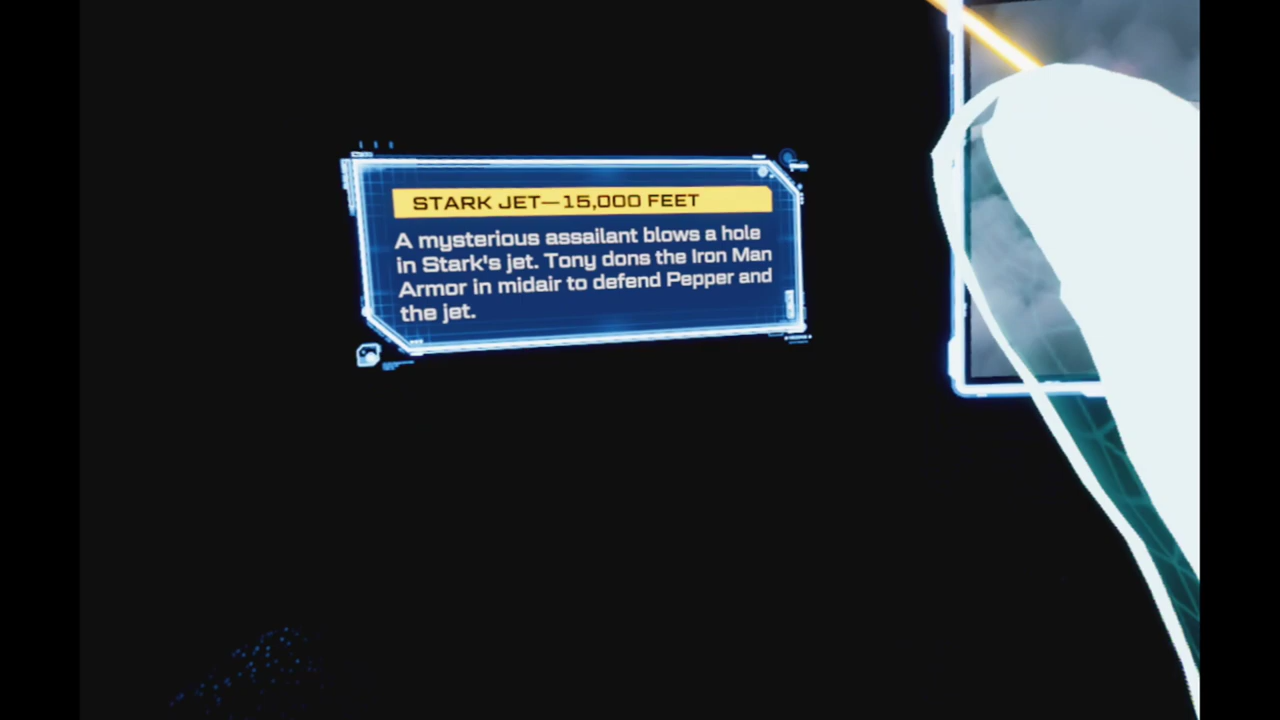 STARK JET—15,000 FEET
A mysterious assailant blows a hole
in Stark's jet. Tony dons the Iron Man
Armor in midair to defend Pepper and
the jet.